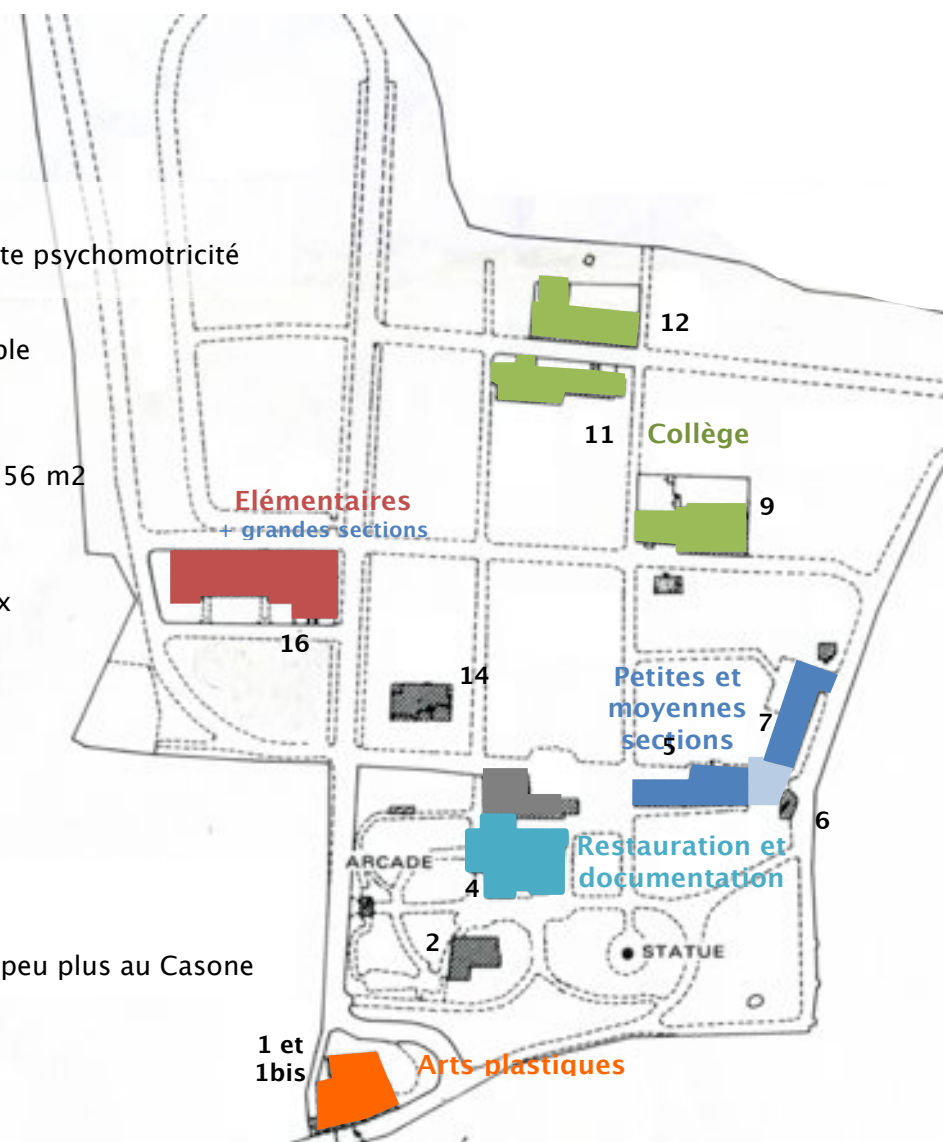 te psychomotricité
12
ble
11
Collège
56 m2
Elémentaires
+ grandes sections
9
x
16
14
Petites et
moyennes
sections
7
5
6
ARCADE
Restauration et
documentation
4
2
STATUE
peu plus au Casone
1 et
1bis
Arts plastiques